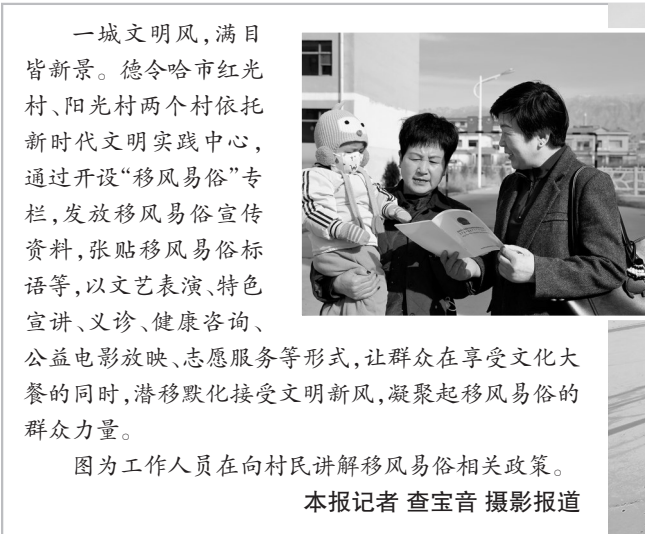 一城文明风，满目
皆新景。德令哈市红光
村、阳光村两个村依托
新时代文明实践中心，
通过开设“移风易俗”专
栏，发放移风易俗宣传
资料，张贴移风易俗标
语等，以文艺表演、特色
宣讲、义诊、健康咨询、
公益电影放映、志愿服务等形式，让群众在享受文化大
餐的同时，潜移默化接受文明新风，凝聚起移风易俗的
群众力量。
图为工作人员在向村民讲解移风易俗相关政策。
本报记者 查宝音 摄影报道